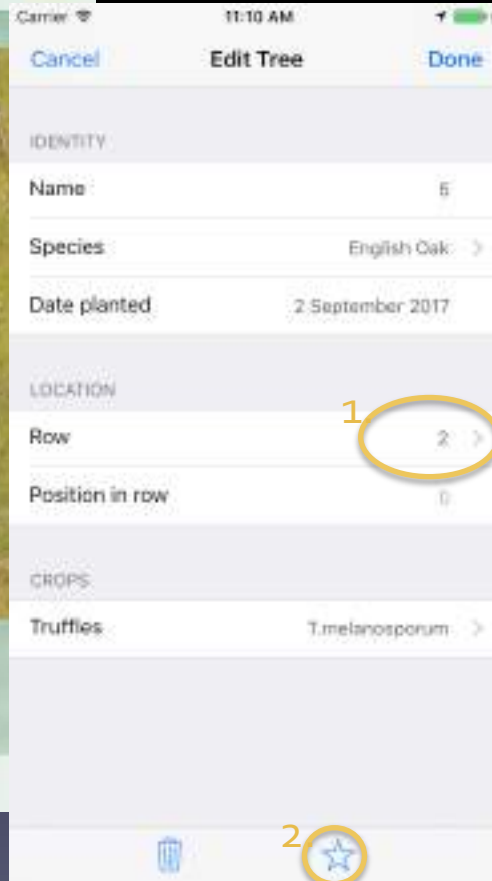 Carrier 11:10 AM
Cancel Edit Tree Done
IDENTITY
Name
Species English Oak >
Date planted 2 September 2017
LOCATION
1.
Row 2 >
Position in row 0
CROPS
Truffles T.melanosporum >
2.